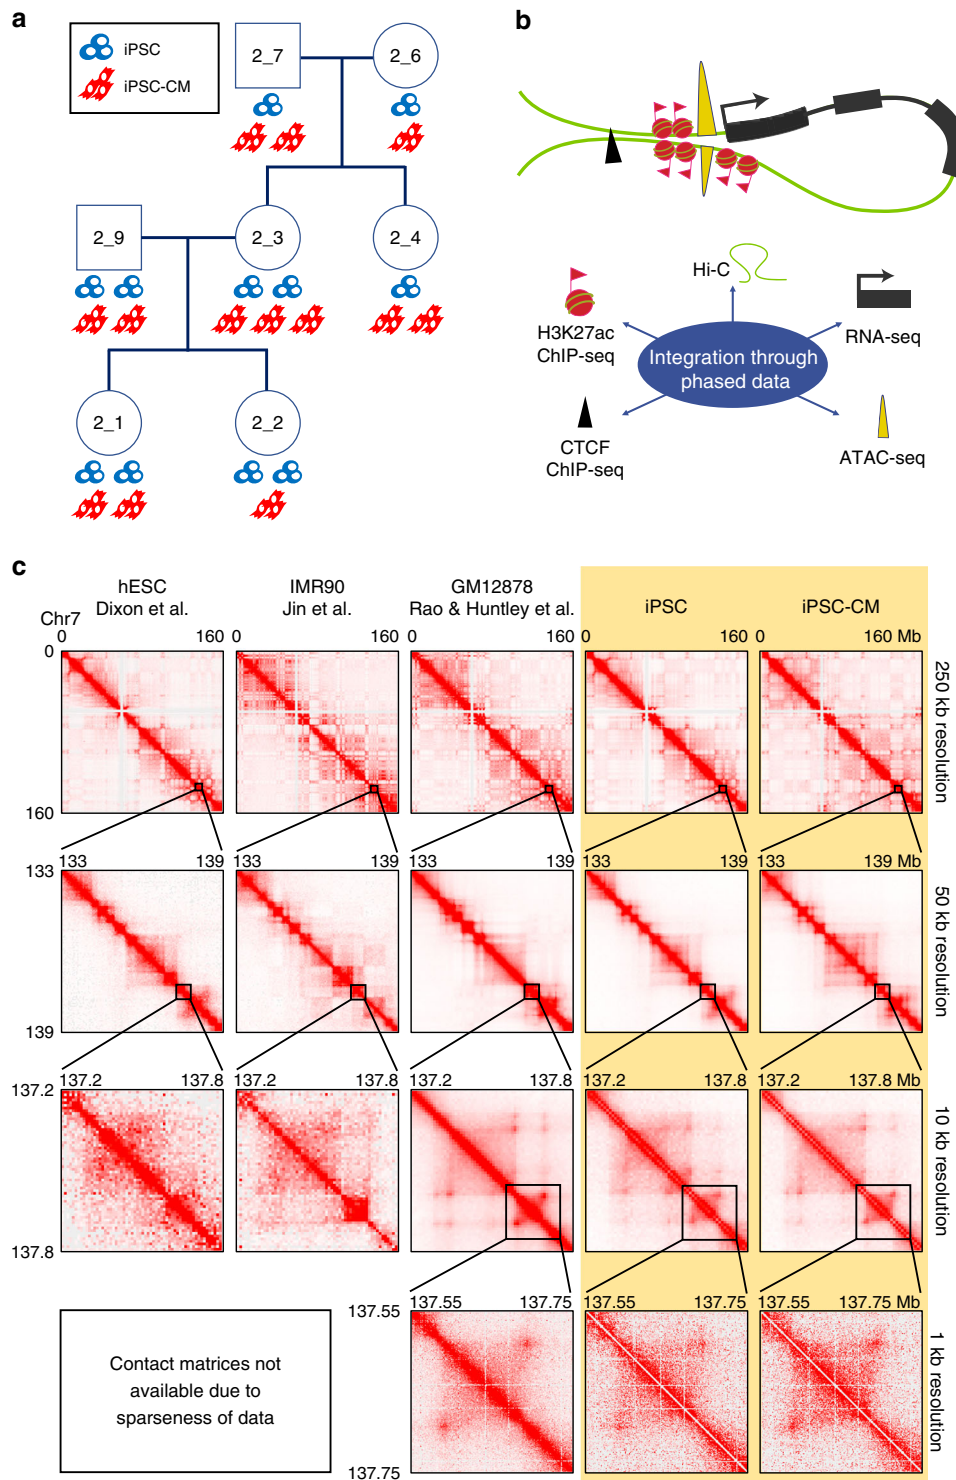 a
iPSC
iPSC-CM
2_7
2_6
2_9
2_3
2_4
2_1
2_2
b
Hi-C
H3K27ac
ChIP-seq
RNA-seq
Integration through
phased data
CTCF
ChIP-seq
ATAC-seq
c
hESC
Dixon et al.
IMR90
Jin et al.
GM12878
Rao & Huntley et al.
iPSC
iPSC-CM
Chr7
0 160 0 160 0 160 0 160 0 160 Mb
0
160
250 kb resolution
133 139 133 139 133 139 133 139 133 139 Mb
133
139
50 kb resolution
137.2 137.8 137.2 137.8 137.2 137.8 137.2 137.8 137.2 137.8 Mb
137.2
137.8
10 kb resolution
137.55 137.75 137.55 137.75 137.55 137.75 Mb
137.55
137.75
1 kb resolution
Contact matrices not
available due to
sparseness of data